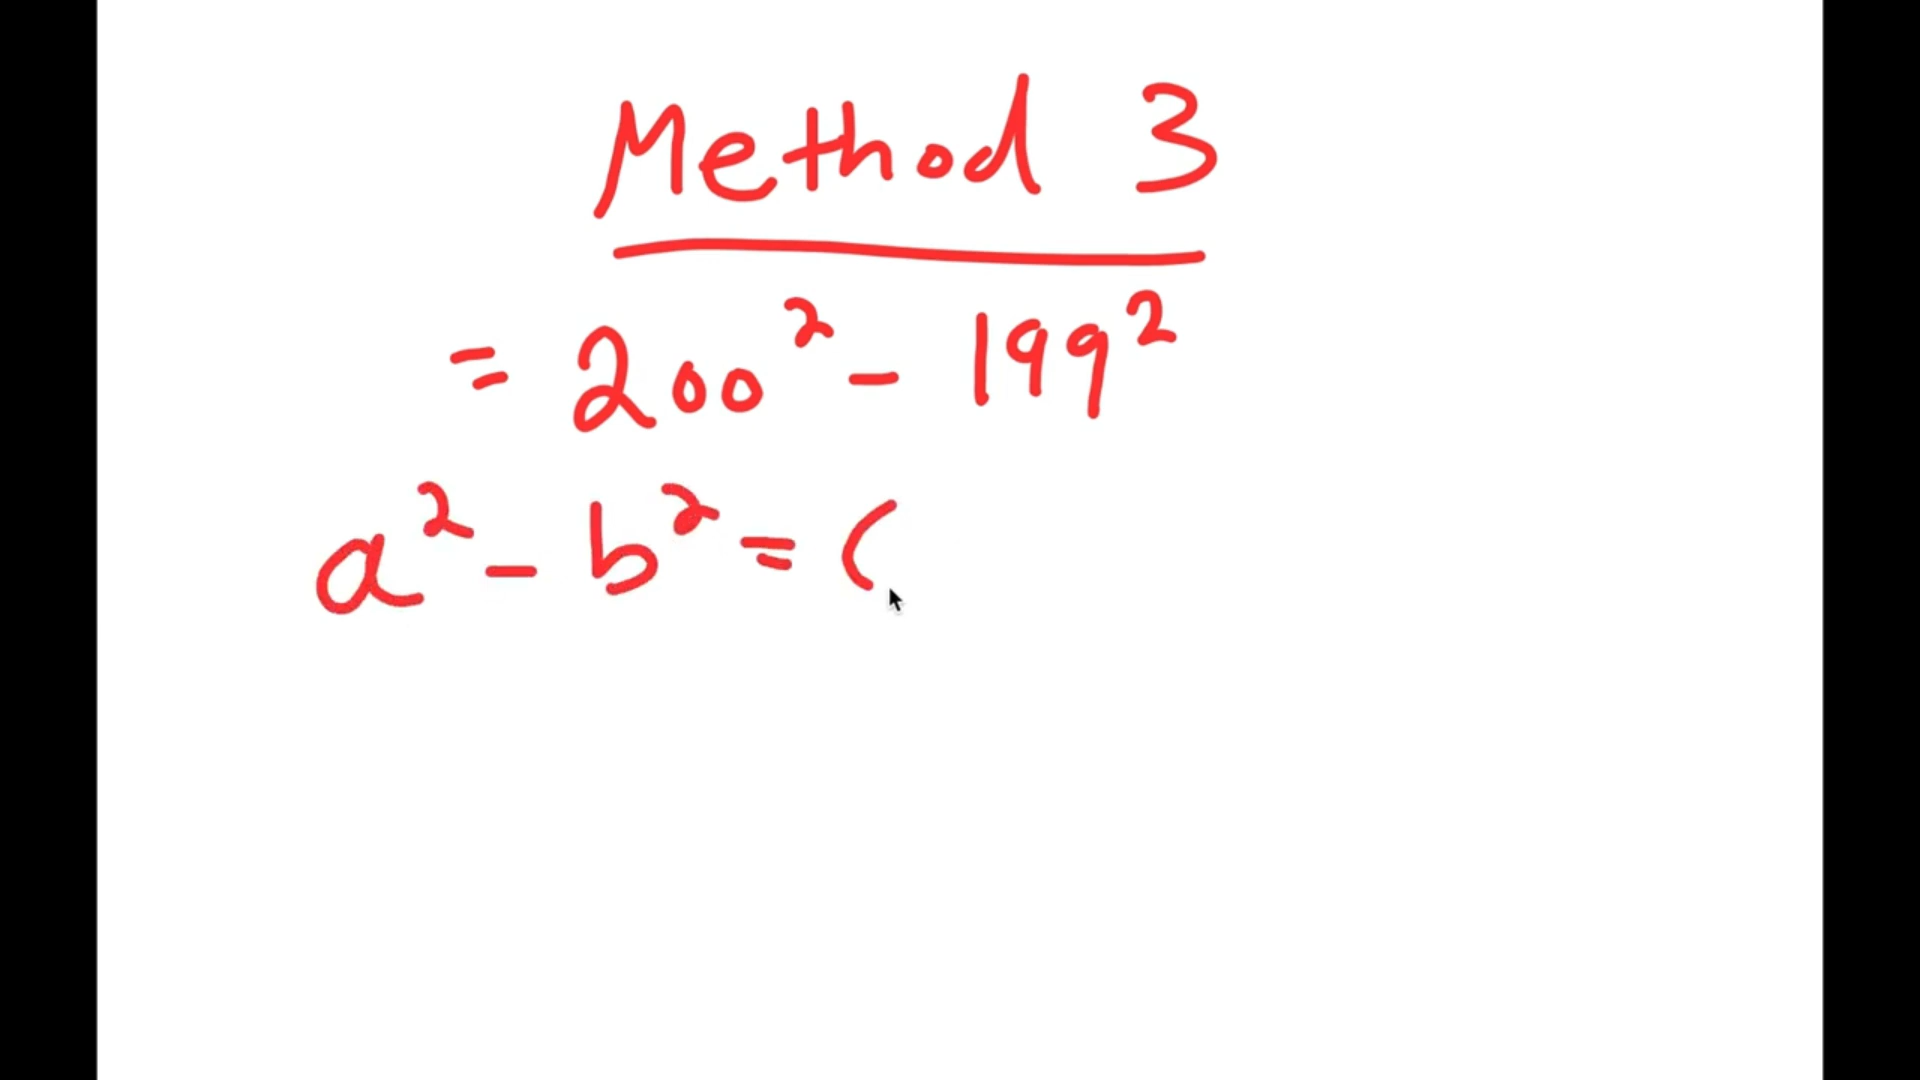 Method 3
= 200² - 199²
a² - b² = (